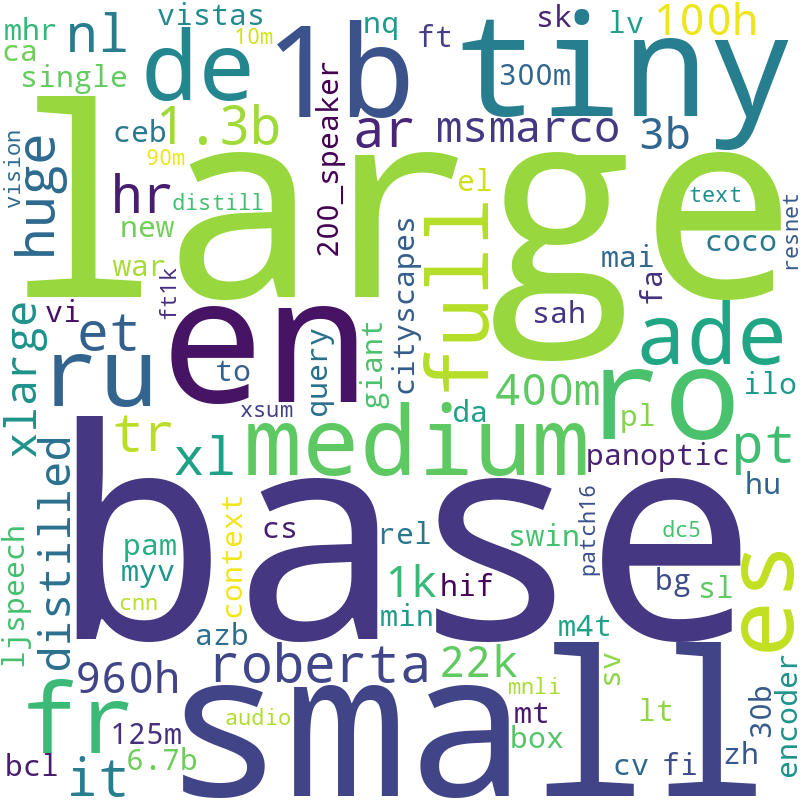 mhr
nl
vistas
10m
nq
ft
sk
lv
100h
ca
single
de
1b
tiny
300m
huge
ceb
1.3b
200_speaker
ar
msmarco
3b
vision
90m
large
hr
distill
el
text
new
full
coco
resnet
war
ft1k
cityscapes
mai
fa
vi
en
sah
ade
et
xlarge
ru
to
query
giant
400m
ro
ilo
xsum
da
pl
tr
xl
medium
panoptic
pt
hu
distilled
base
cs
rel
swin
patch16
dc5
pam
context
myv
1k
hif
bg
sl
es
cnn
min
ljspeech
azb
m4t
960h
roberta
22k
mnli
sv
lt
encoder
fr
small
audio
mt
30b
125m
box
zh
bcl
it
6.7b
cv
fi